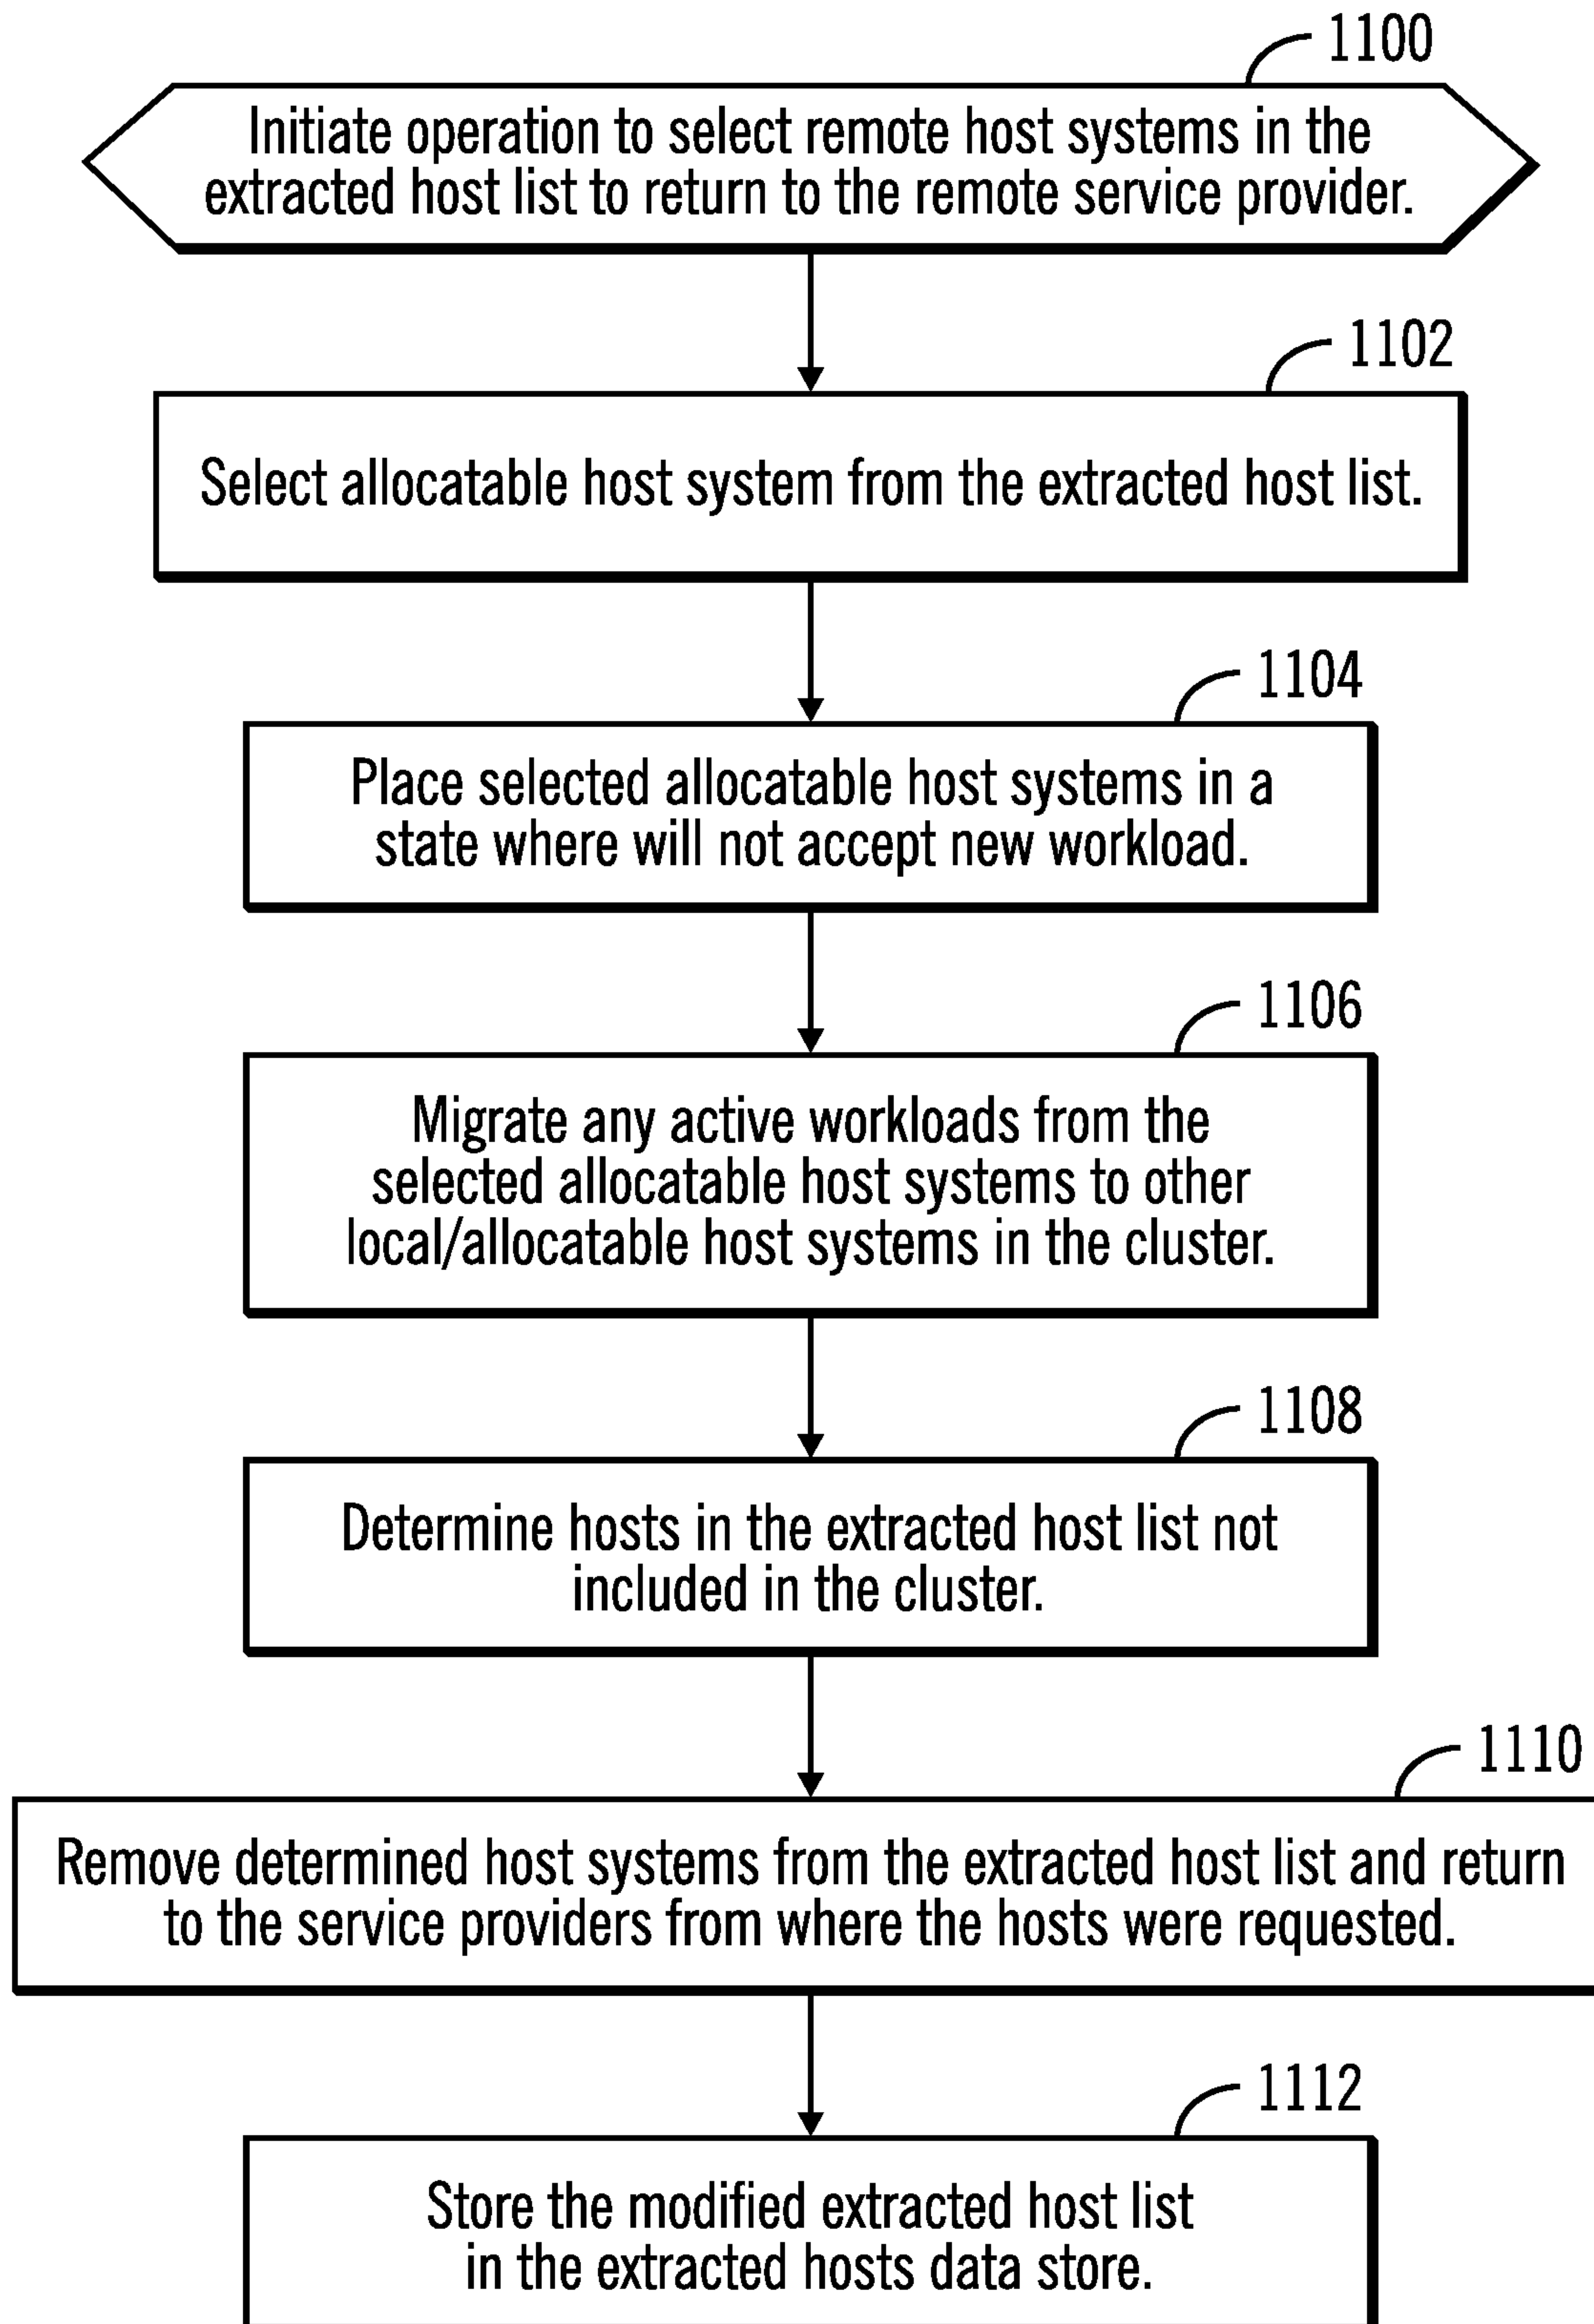 1100
Initiate operation to select remote host systems in the
extracted host list to return to the remote service provider.
1102
Select allocatable host system from the extracted host list.
1104
Place selected allocatable host systems in a
state where will not accept new workload.
1106
Migrate any active workloads from the
selected allocatable host systems to other
local/allocatable host systems in the cluster.
1108
Determine hosts in the extracted host list not
included in the cluster.
1110
Remove determined host systems from the extracted host list and return
to the service providers from where the hosts were requested.
1112
Store the modified extracted host list
in the extracted hosts data store.